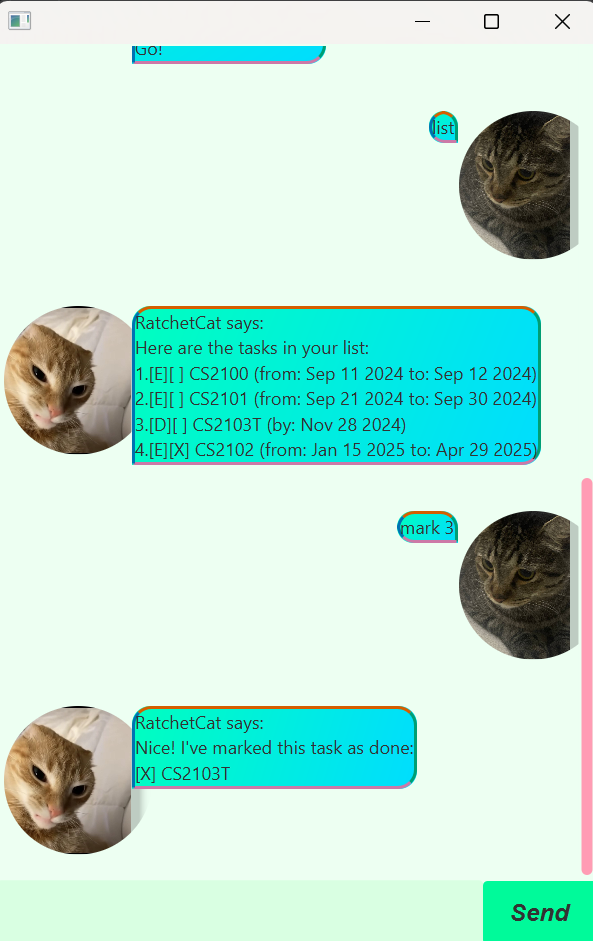 Go!
list
RatchetCat says:
Here are the tasks in your list:
1.[E][ ] CS2100 (from: Sep 11 2024 to: Sep 12 2024)
2.[E][ ] CS2101 (from: Sep 21 2024 to: Sep 30 2024)
3.[D][ ] CS2103T (by: Nov 28 2024)
4.[E][X] CS2102 (from: Jan 15 2025 to: Apr 29 2025)
mark 3
RatchetCat says:
Nice! I've marked this task as done:
[X] CS2103T
Send